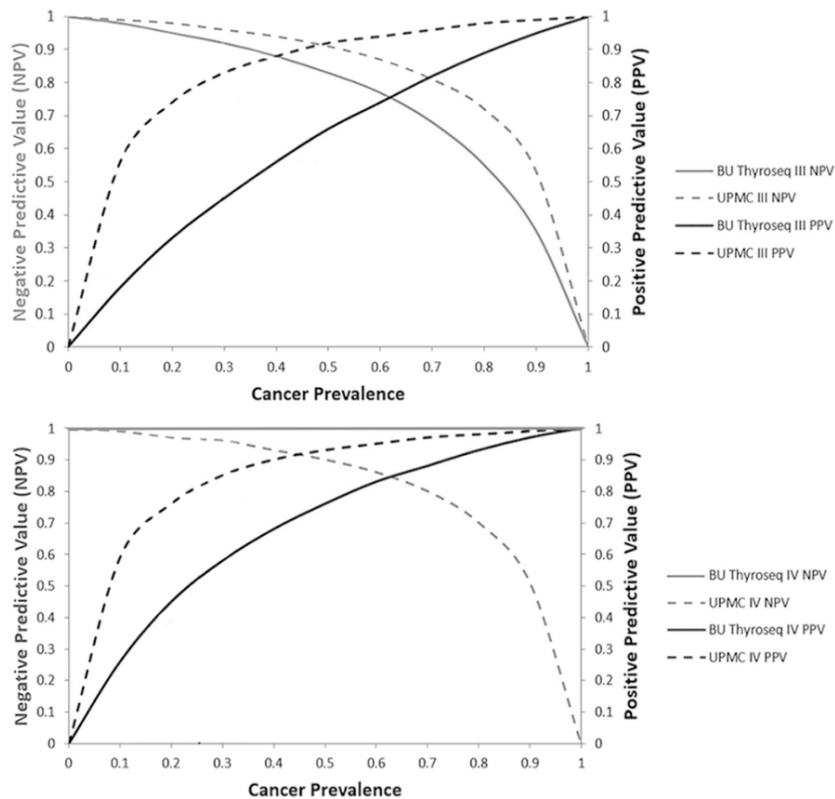 1
0.9
0.8
0.7
0.6
0.5
0.4
0.3
0.2
0.1
0
Negative Predictive Value (NPV)
1
0.9
0.8
0.7
0.6
0.5
0.4
0.3
0.2
0.1
0
Positive Predictive Value (PPV)
0 0.1 0.2 0.3 0.4 0.5 0.6 0.7 0.8 0.9 1
Cancer Prevalence
BU Thyroseq III NPV
UPMC III NPV
BU Thyroseq III PPV
UPMC III PPV
1
0.9
0.8
0.7
0.6
0.5
0.4
0.3
0.2
0.1
0
Negative Predictive Value (NPV)
1
0.9
0.8
0.7
0.6
0.5
0.4
0.3
0.2
0.1
0
Positive Predictive Value (PPV)
0 0.1 0.2 0.3 0.4 0.5 0.6 0.7 0.8 0.9 1
Cancer Prevalence
BU Thyroseq IV NPV
UPMC IV NPV
BU Thyroseq IV PPV
UPMC IV PPV